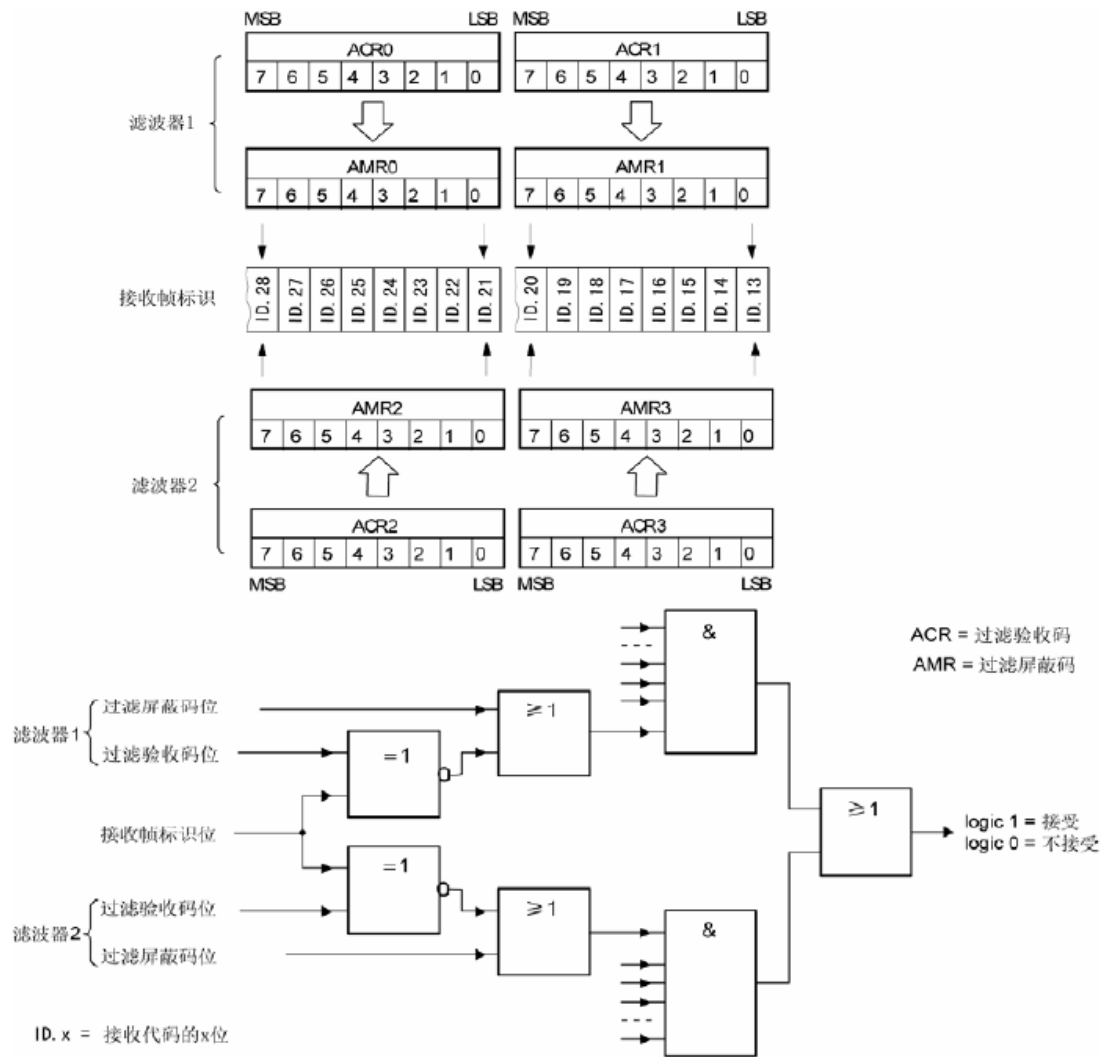 MSB LSB MSB LSB
ACR0 ACR1
7 6 5 4 3 2 1 0 7 6 5 4 3 2 1 0
滤波器1
AMR0 AMR1
7 6 5 4 3 2 1 0 7 6 5 4 3 2 1 0
接收帧标识
ID.28 ID.27 ID.26 ID.25 ID.24 ID.23 ID.22 ID.21 ID.20 ID.19 ID.18 ID.17 ID.16 ID.15 ID.14 ID.13
AMR2 AMR3
7 6 5 4 3 2 1 0 7 6 5 4 3 2 1 0
滤波器2
ACR2 ACR3
7 6 5 4 3 2 1 0 7 6 5 4 3 2 1 0
MSB LSB MSB LSB
&
ACR = 过滤验收码
AMR = 过滤屏蔽码
滤波器1
过滤屏蔽码位
≥1
过滤验收码位
=1
接收帧标识位
≥1
logic 1 = 接受
logic 0 = 不接受
=1
滤波器2
过滤验收码位
≥1
&
过滤屏蔽码位
ID.x = 接收代码的x位